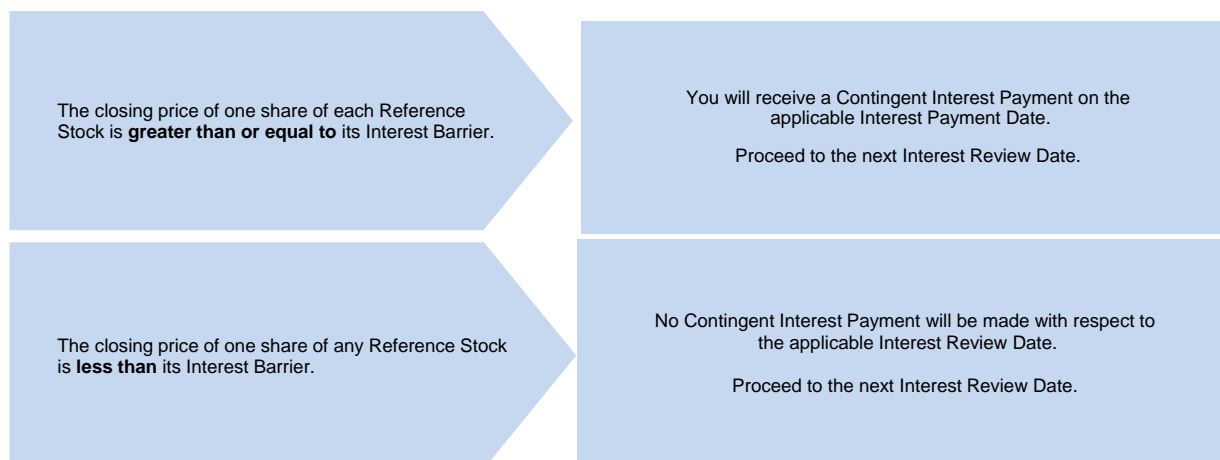 The closing price of one share of each Reference
Stock is greater than or equal to its Interest Barrier.
You will receive a Contingent Interest Payment on the
applicable Interest Payment Date.
Proceed to the next Interest Review Date.
The closing price of one share of any Reference Stock
is less than its Interest Barrier.
No Contingent Interest Payment will be made with respect to
the applicable Interest Review Date.
Proceed to the next Interest Review Date.